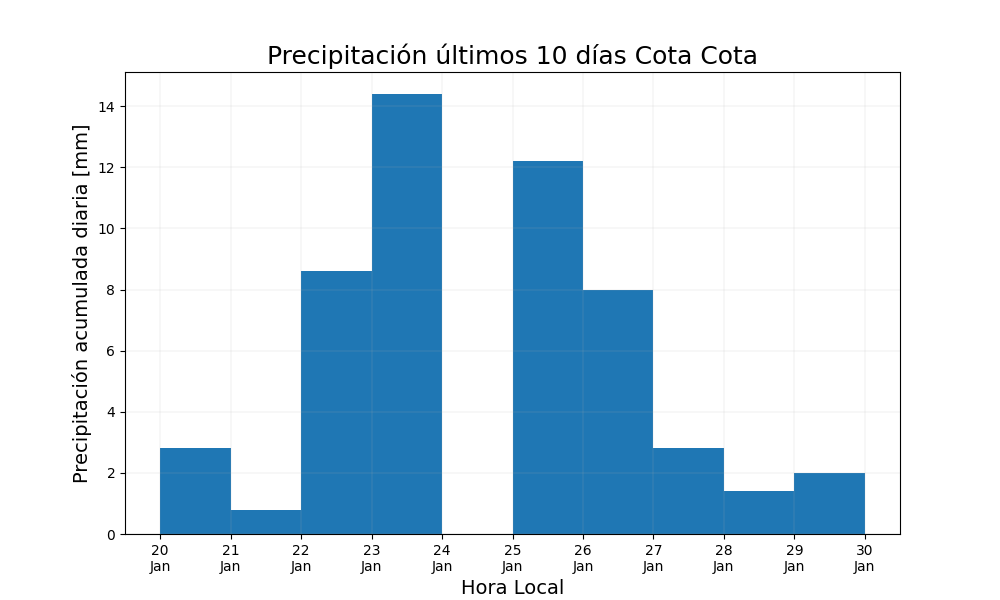 Precipitación últimos 10 días Cota Cota
Precipitación acumulada diaria [mm]
14
12
10
8
6
4
2
0
20 21 22 23 24 25 26 27 28 29 30
Jan Jan Jan Jan Jan Jan Jan Jan Jan Jan Jan
Hora Local